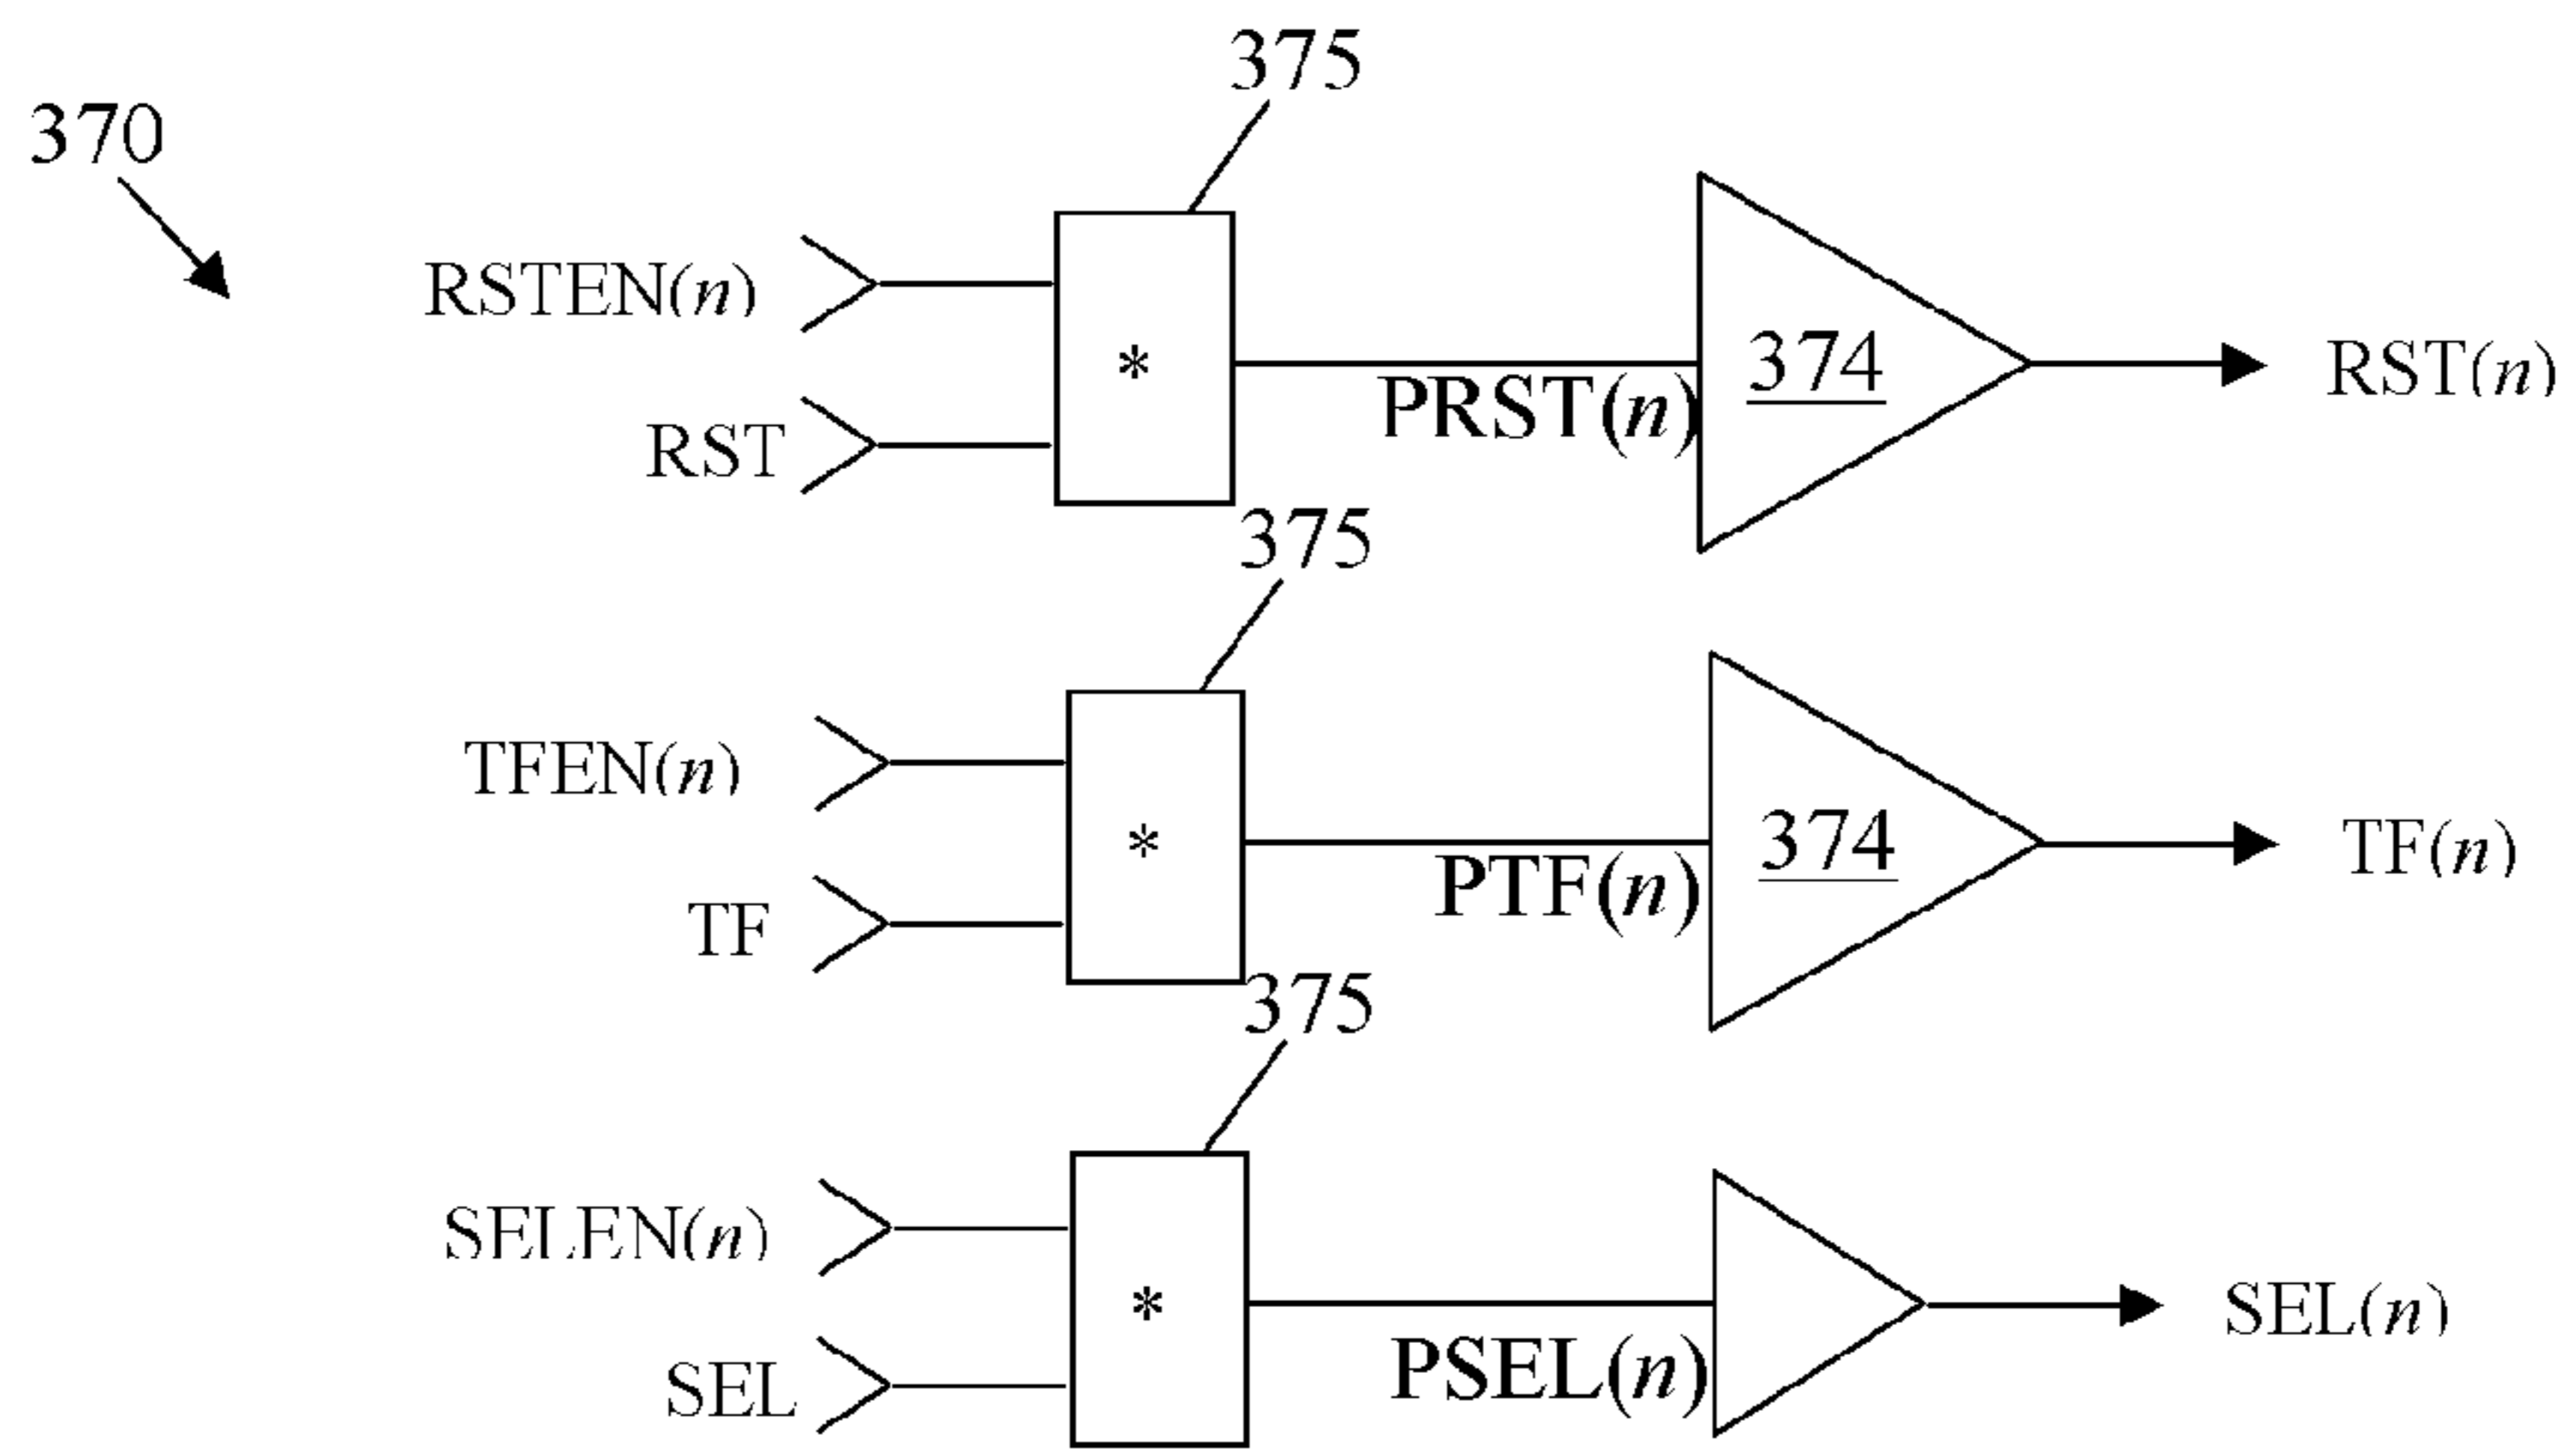 375
370
RSTEN(n)
*
RST
PRST(n)
374
RST(n)
375
TFEN(n)
*
TF
PTF(n)
374
TF(n)
375
SELEN(n)
*
SEL
PSEL(n)
SEL(n)